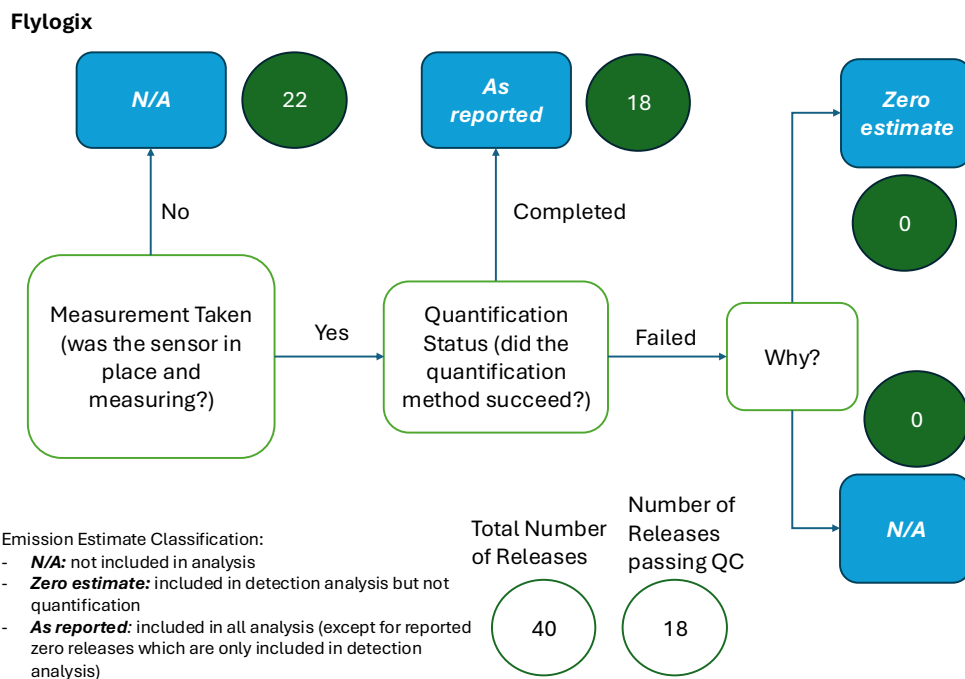 Flylogix
N/A
22
As
reported
18
Zero
estimate
0
No
Completed
Measurement Taken
(was the sensor in
place and
measuring?)
Yes
Quantification
Status (did the
quantification
method succeed?)
Failed
Why?
0
N/A
Emission Estimate Classification:
- N/A: not included in analysis
- Zero estimate: included in detection analysis but not
quantification
- As reported: included in all analysis (except for reported
zero releases which are only included in detection
analysis)
Total Number
of Releases
40
Number of
Releases
passing QC
18